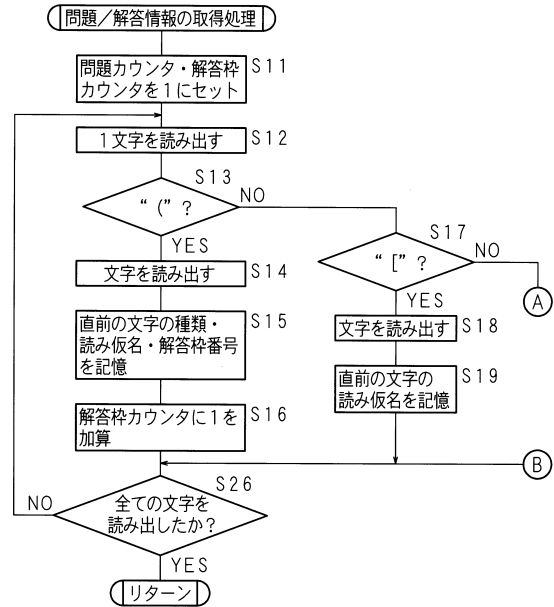 問題／解答情報の取得処理
問題カウンタ・解答枠
カウンタを１にセット
S11
１文字を読み出す
S12
S13
“ (” ？
NO
YES
S17
“ [” ？
NO
A
YES
文字を読み出す
S14
文字を読み出す
S18
直前の文字の種類・
読み仮名・解答枠番号
を記憶
S15
直前の文字の
読み仮名を記憶
S19
解答枠カウンタに１を
加算
S16
B
S26
全ての文字を
読み出したか？
NO
YES
リターン